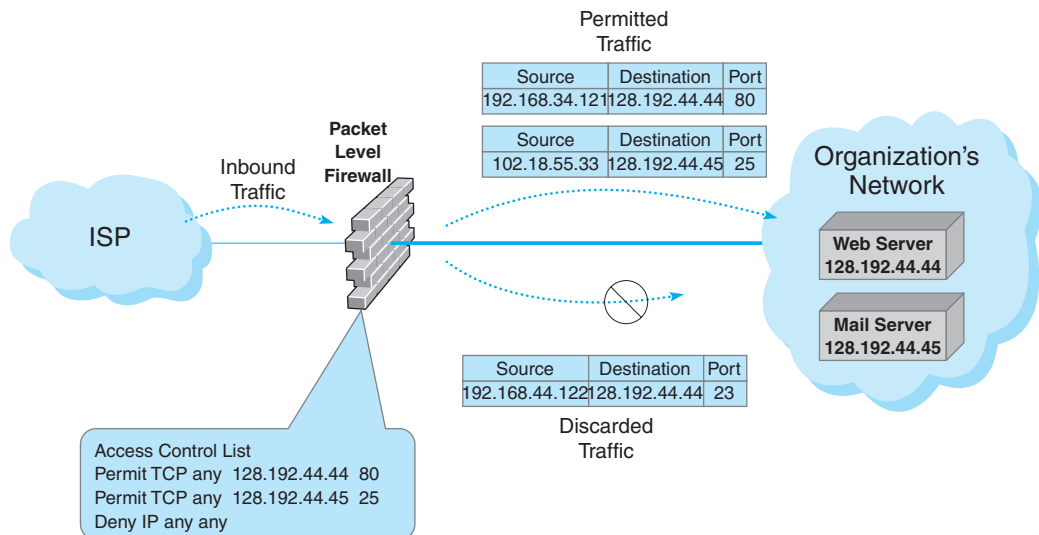 Permitted
Traffic
Source Destination Port
192.168.34.121 128.192.44.44 80
Source Destination Port
102.18.55.33 128.192.44.45 25
Packet
Level
Firewall
Inbound
Traffic
ISP
Organization's
Network
Web Server
128.192.44.44
Mail Server
128.192.44.45
Source Destination Port
192.168.44.122 128.192.44.44 23
Discarded
Traffic
Access Control List
Permit TCP any 128.192.44.44 80
Permit TCP any 128.192.44.45 25
Deny IP any any